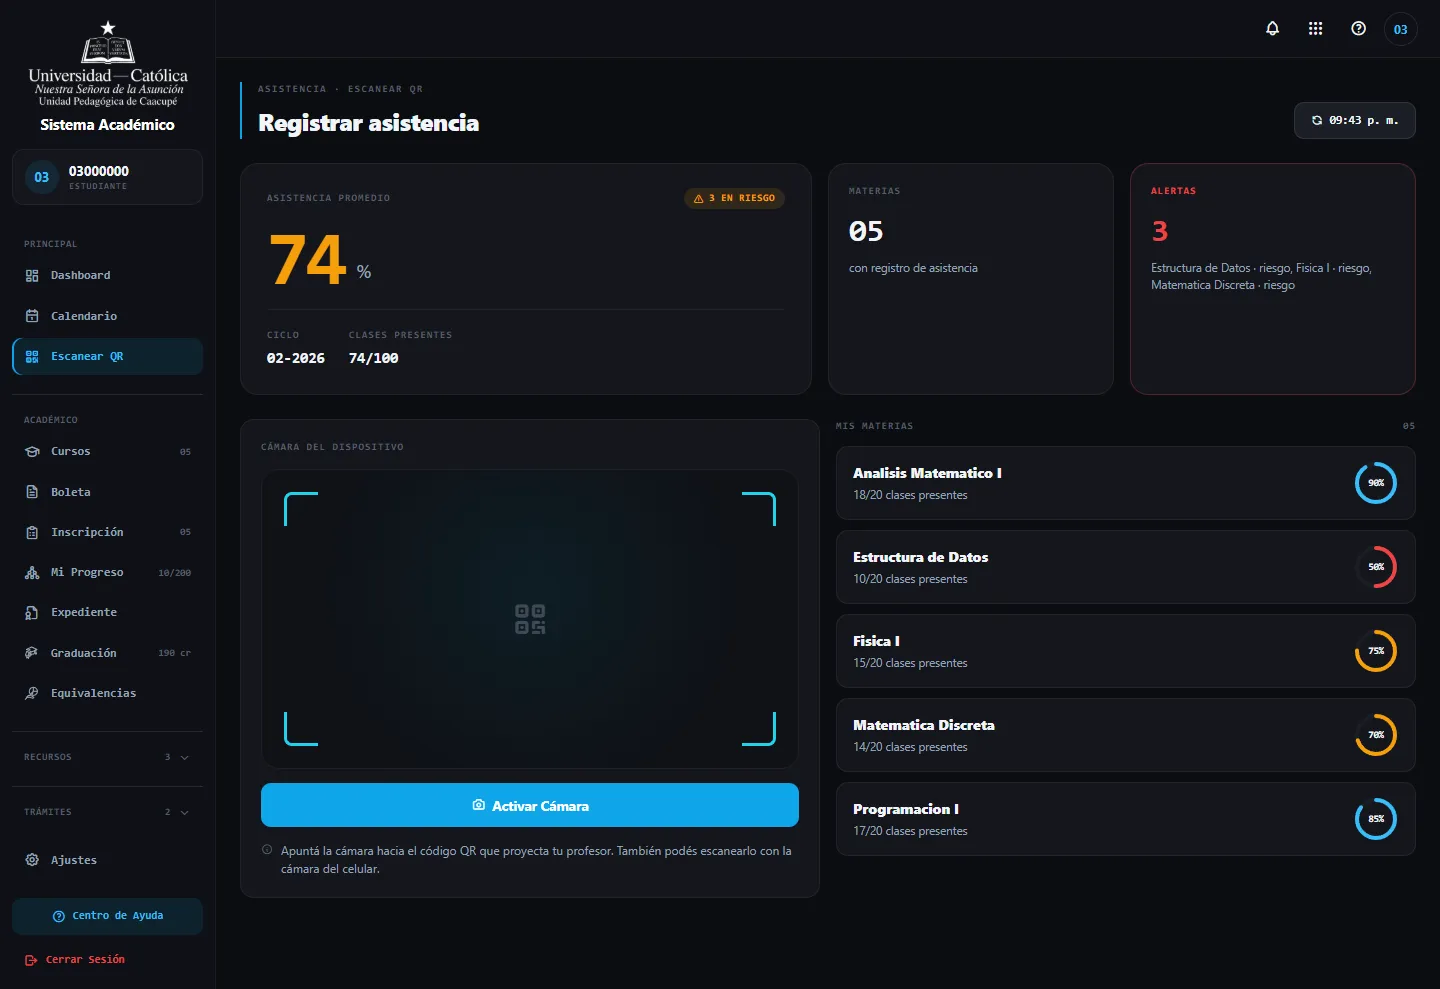 Universidad — Católica
Nuestra Señora de la Asunción
Unidad Pedagógica de Caacupé
Sistema Académico
03
03000000
ESTUDIANTE
PRINCIPAL
Dashboard
Calendario
Escanear QR
ACADÉMICO
Cursos 05
Boleta
Inscripción 05
Mi Progreso 10/200
Expediente
Graduación 190 cr
Equivalencias
RECURSOS 3
TRÁMITES 2
Ajustes
Centro de Ayuda
Cerrar Sesión
03
ASISTENCIA · ESCANEAR QR
Registrar asistencia
09:43 p. m.
ASISTENCIA PROMEDIO
3 EN RIESGO
74 %
CICLO
02-2026
CLASES PRESENTES
74/100
MATERIAS
05
con registro de asistencia
ALERTAS
3
Estructura de Datos · riesgo, Fisica I · riesgo,
Matematica Discreta · riesgo
CÁMARA DEL DISPOSITIVO
Activar Cámara
Apuntá la cámara hacia el código QR que proyecta tu profesor. También podés escanearlo con la
cámara del celular.
MIS MATERIAS 05
Analisis Matematico I
18/20 clases presentes
90%
Estructura de Datos
10/20 clases presentes
50%
Fisica I
15/20 clases presentes
75%
Matematica Discreta
14/20 clases presentes
70%
Programacion I
17/20 clases presentes
85%